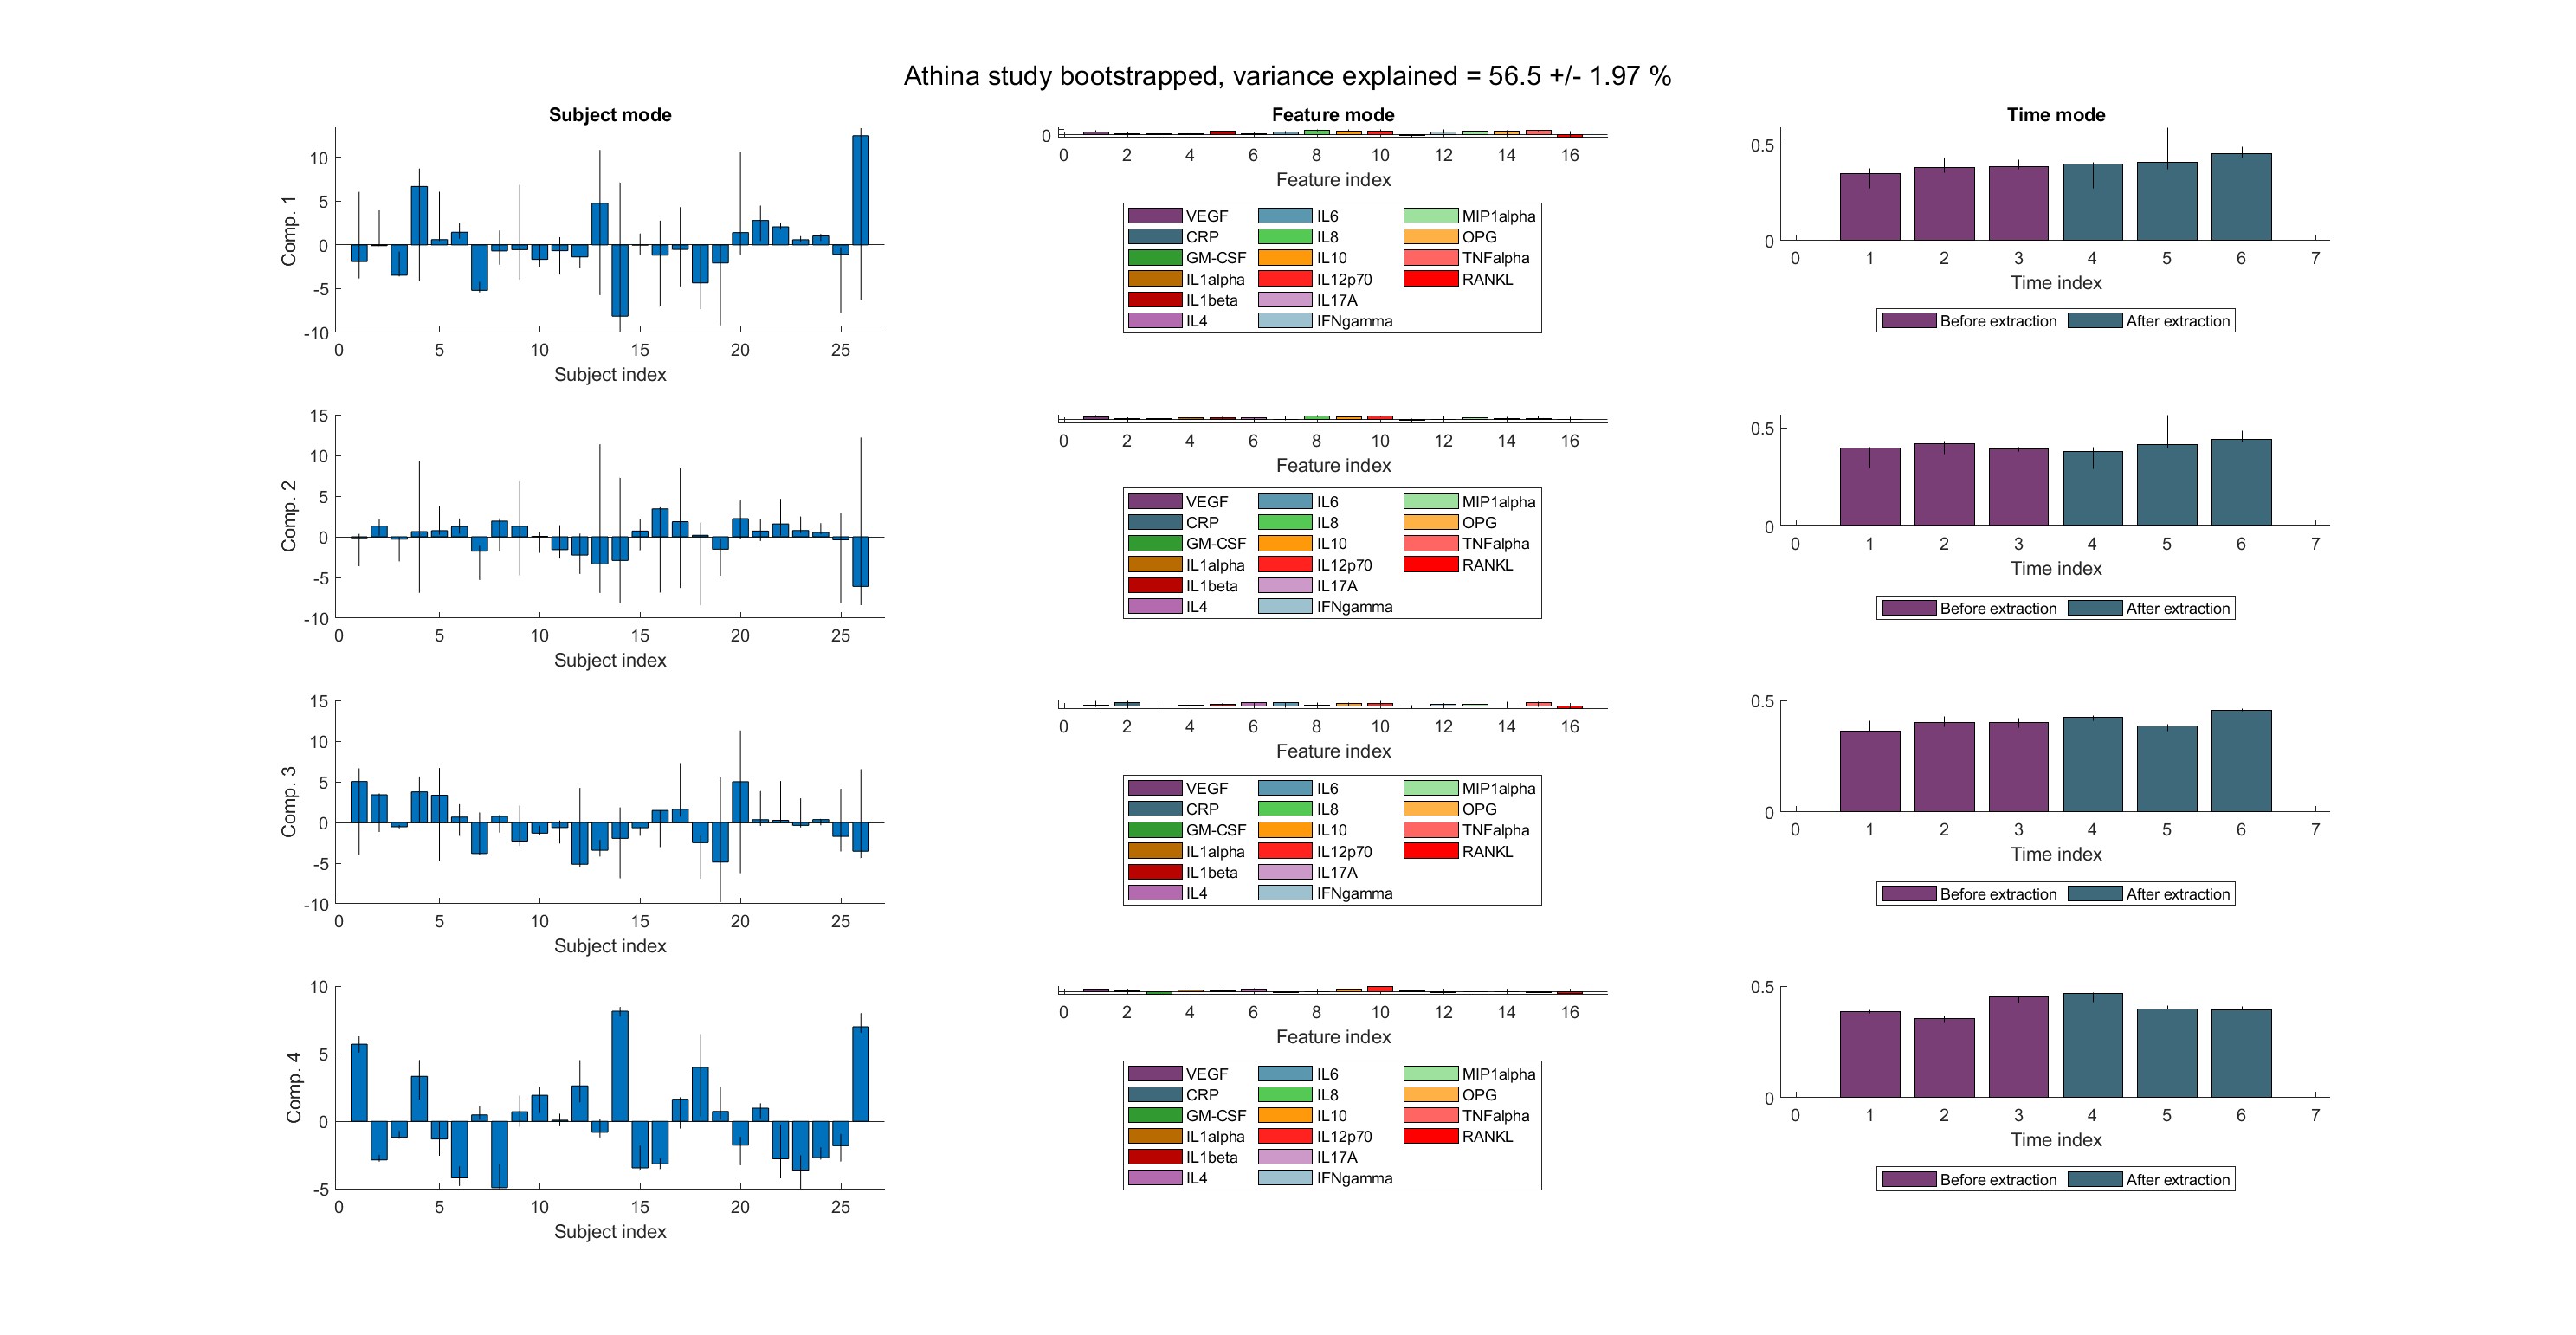 Athina study bootstrapped, variance explained = 56.5 +/- 1.97 %
Subject mode
Feature mode
Time mode
Comp. 1
10
5
0
-5
-10
0 5 10 15 20 25
Subject index
0
0 2 4 6 8 10 12 14 16
Feature index
VEGF IL6 MIP1alpha
CRP IL8 OPG
GM-CSF IL10 TNFalpha
IL1alpha IL12p70 RANKL
IL1beta IL17A
IL4 IFNgamma
0.5
0
0 1 2 3 4 5 6 7
Time index
Before extraction After extraction
Comp. 2
15
10
5
0
-5
-10
0 5 10 15 20 25
Subject index
0 2 4 6 8 10 12 14 16
Feature index
VEGF IL6 MIP1alpha
CRP IL8 OPG
GM-CSF IL10 TNFalpha
IL1alpha IL12p70 RANKL
IL1beta IL17A
IL4 IFNgamma
0.5
0
0 1 2 3 4 5 6 7
Time index
Before extraction After extraction
Comp. 3
15
10
5
0
-5
-10
0 5 10 15 20 25
Subject index
0 2 4 6 8 10 12 14 16
Feature index
VEGF IL6 MIP1alpha
CRP IL8 OPG
GM-CSF IL10 TNFalpha
IL1alpha IL12p70 RANKL
IL1beta IL17A
IL4 IFNgamma
0.5
0
0 1 2 3 4 5 6 7
Time index
Before extraction After extraction
Comp. 4
10
5
0
-5
0 5 10 15 20 25
Subject index
0 2 4 6 8 10 12 14 16
Feature index
VEGF IL6 MIP1alpha
CRP IL8 OPG
GM-CSF IL10 TNFalpha
IL1alpha IL12p70 RANKL
IL1beta IL17A
IL4 IFNgamma
0.5
0
0 1 2 3 4 5 6 7
Time index
Before extraction After extraction